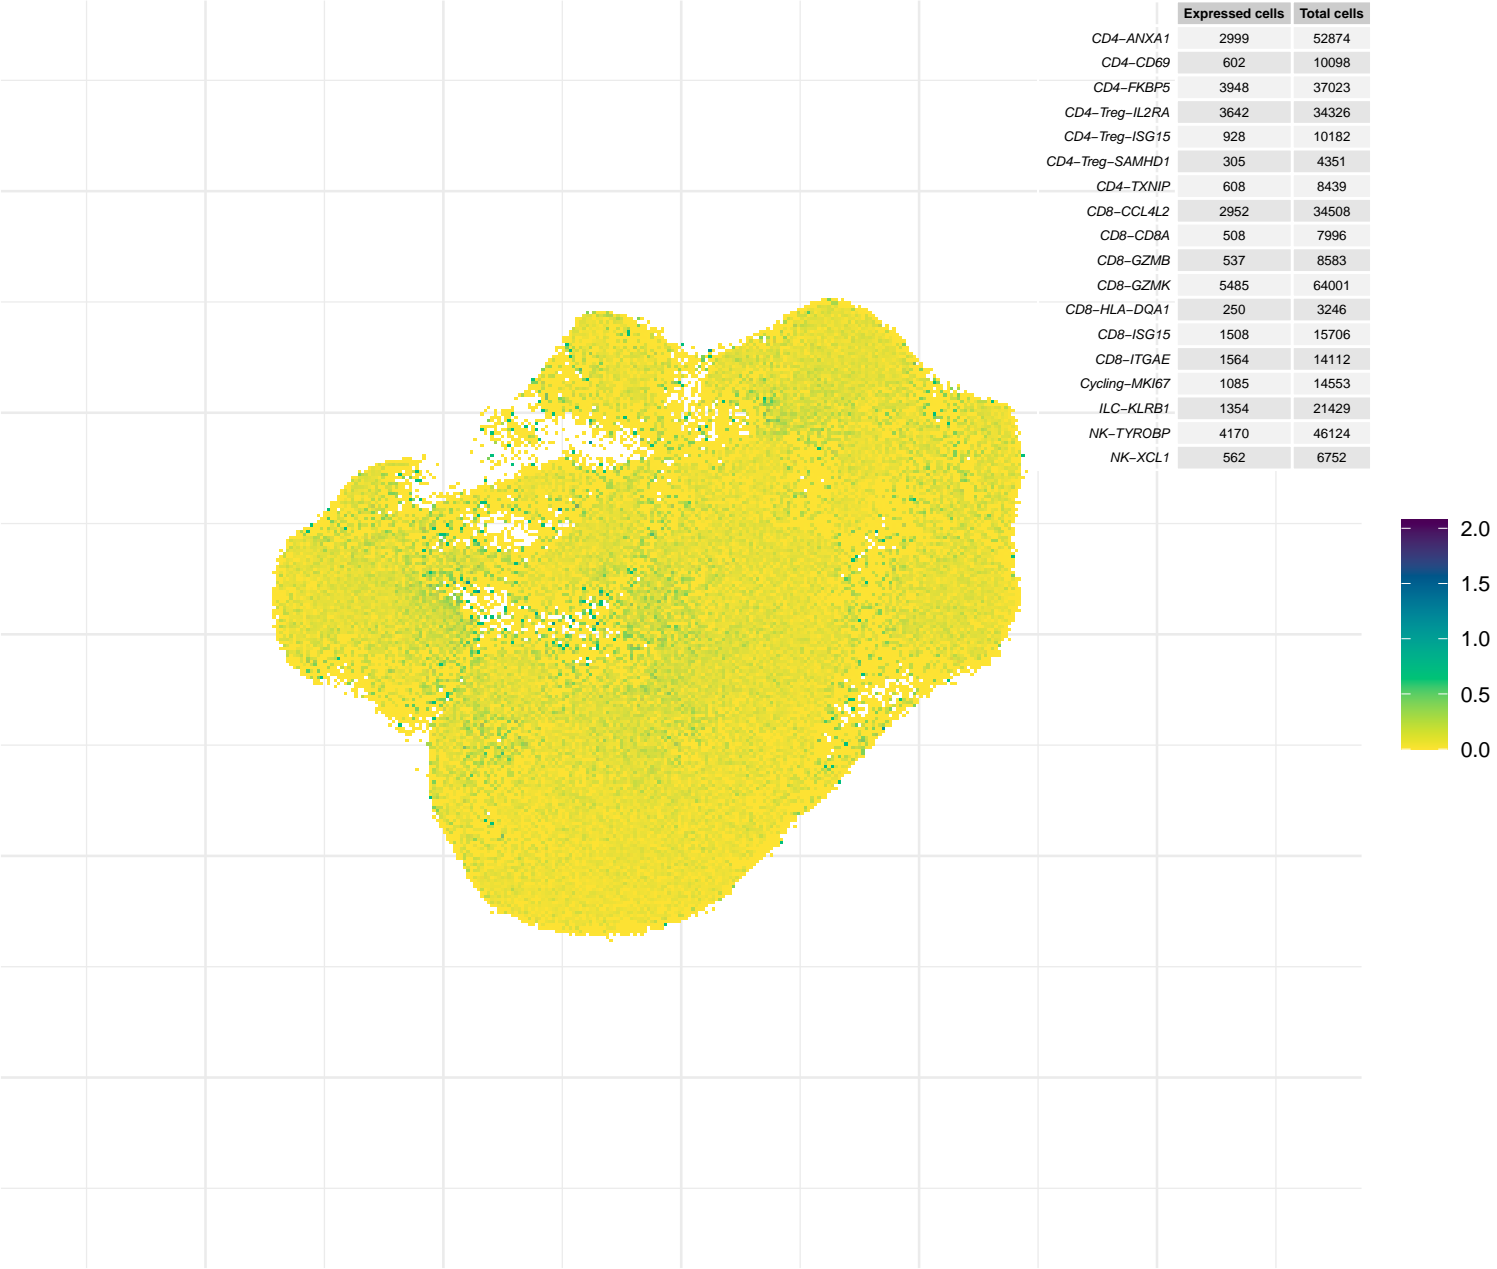 Expressed cells Total cells
CD4−ANXA1 2999 52874
CD4−CD69 602 10098
CD4−FKBP5 3948 37023
CD4−Treg−IL2RA 3642 34326
CD4−Treg−ISG15 928 10182
CD4−Treg−SAMHD1 305 4351
CD4−TXNIP 608 8439
CD8−CCL4L2 2952 34508
CD8−CD8A 508 7996
CD8−GZMB 537 8583
CD8−GZMK 5485 64001
CD8−HLA−DQA1 250 3246
CD8−ISG15 1508 15706
CD8−ITGAE 1564 14112
Cycling−MKI67 1085 14553
ILC−KLRB1 1354 21429
NK−TYROBP 4170 46124
NK−XCL1 562 6752
2.0
1.5
1.0
0.5
0.0